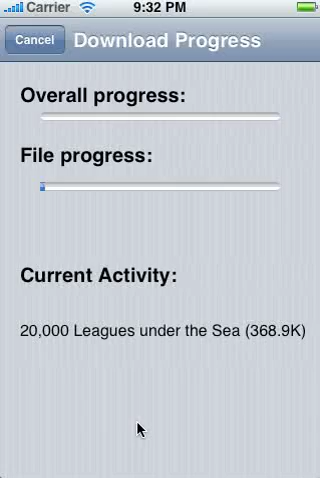 Carrier 9:32 PM
Cancel Download Progress
Overall progress:
File progress:
Current Activity:
20,000 Leagues under the Sea (368.9K)